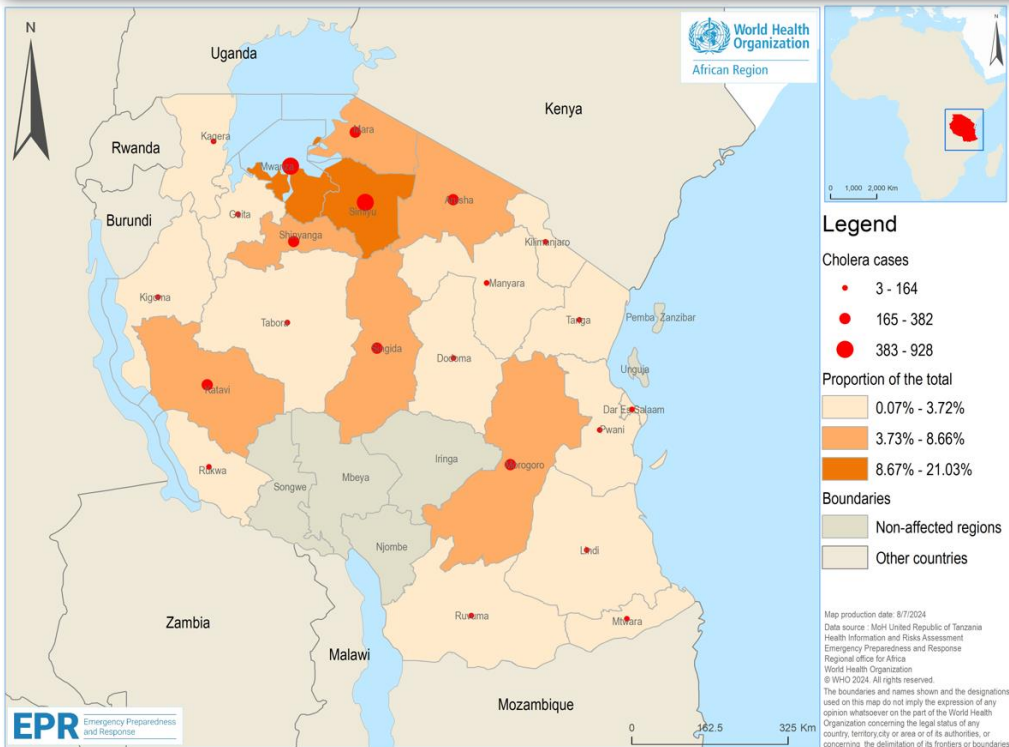 N
Uganda
World Health
Organization
African Region
Kenya
N
Rwanda
Burundi
Kagera
Mara
Mwanza
Simiyu
Arusha
Geita
Shinyanga
Kilimanjaro
Manyara
Kigoma
Tabora
Singida
Dodoma
Tanga
Pemba Zanzibar
Unguja
Katavi
Dar Es Salaam
Pwani
Morogoro
Iringa
Mbeya
Songwe
Rukwa
Njombe
Lindi
Ruvuma
Mtwara
Zambia
Malawi
Mozambique
EPR Emergency Preparedness
and Response
0 162.5 325 Km
0 1,000 2,000 Km
Legend
Cholera cases
3 - 164
165 - 382
383 - 928
Proportion of the total
0.07% - 3.72%
3.73% - 8.66%
8.67% - 21.03%
Boundaries
Non-affected regions
Other countries
Map production date: 8/7/2024
Data source : MoH United Republic of Tanzania
Health Information and Risks Assessment
Emergency Preparedness and Response
Regional office for Africa
World Health Organization
© WHO 2024. All rights reserved.
The boundaries and names shown and the designations
used on this map do not imply the expression of any
opinion whatsoever on the part of the World Health
Organization concerning the legal status of any
country, territory,city or area or of its authorities, or
concerning the delimitation of its frontiers or boundaries